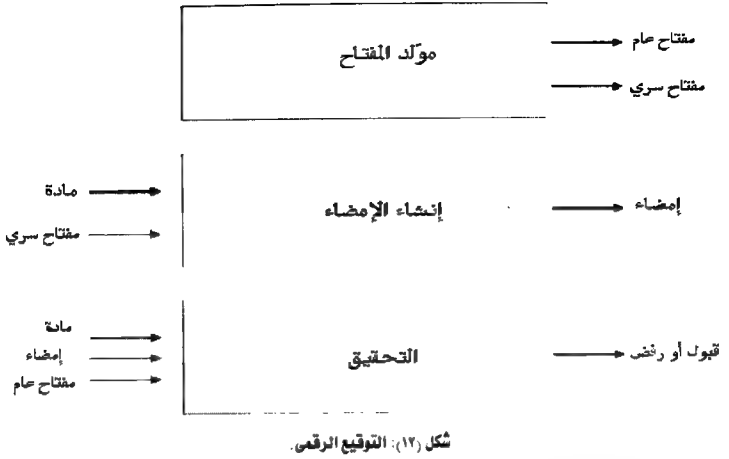 مولّد المفتاح
مفتاح عام
مفتاح سري
مادة
مفتاح سري
إنشاء الإمضاء
إمضاء
مادة
إمضاء
مفتاح عام
التحقيق
قبول أو رفض
شكل (١٢): التوقيع الرقمي.